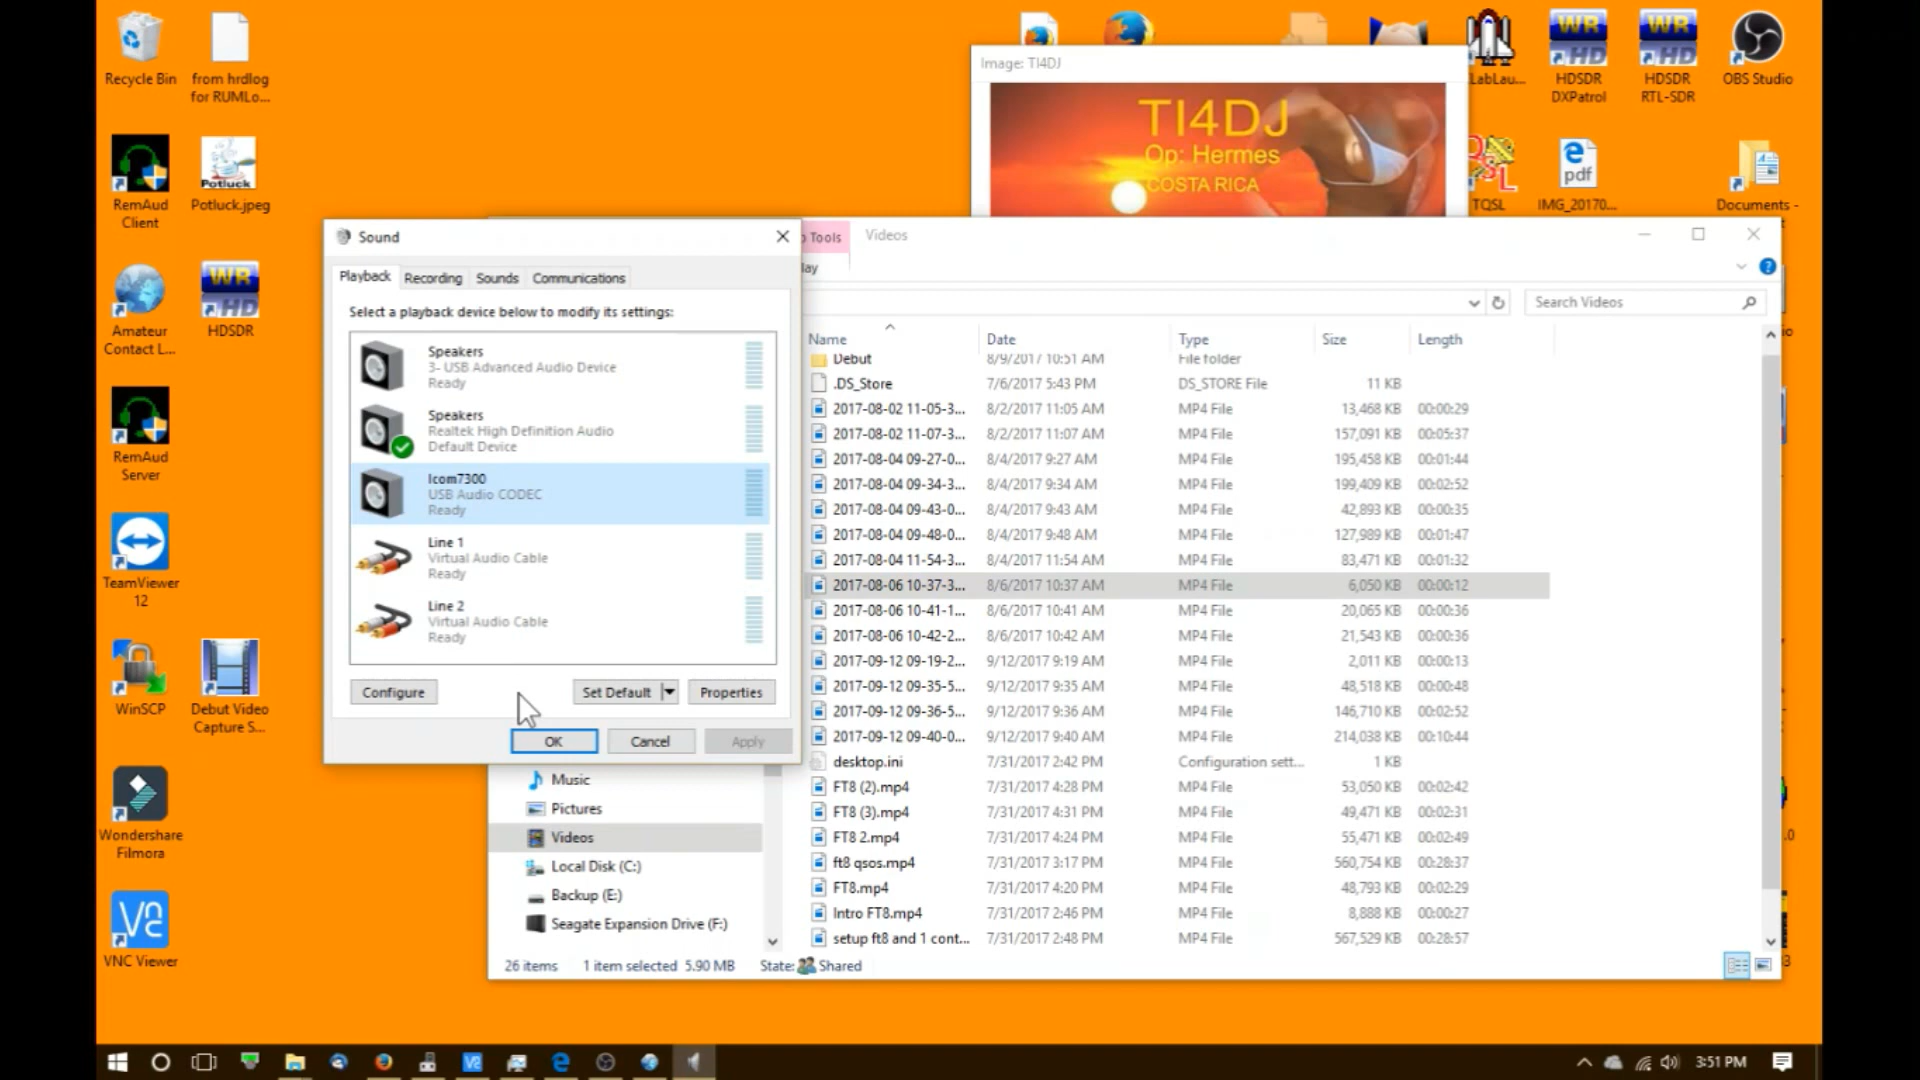 Recycle Bin
from hrdlog
for RUMLo...
RemAud
Client
Potluck
Potluck.jpeg
Amateur
Contact L...
WR
HD
HDSDR
RemAud
Server
TeamViewer
12
WinSCP
Debut Video
Capture S...
Wondershare
Filmora
VNC Viewer
Image: TI4DJ
TI4DJ
Op: Hermes
COSTA RICA
LabLau...
WR
HD
HDSDR
DXPatrol
WR
HD
HDSDR
RTL-SDR
OBS Studio
TQSL
pdf
IMG_20170...
Documents -
Sound
Playback
Recording
Sounds
Communications
Select a playback device below to modify its settings:
Speakers
3- USB Advanced Audio Device
Ready
Speakers
Realtek High Definition Audio
Default Device
Icom7300
USB Audio CODEC
Ready
Line 1
Virtual Audio Cable
Ready
Line 2
Virtual Audio Cable
Ready
Configure
Set Default
Properties
OK
Cancel
Apply
Tools
Videos
lay
Search Videos
Name Date Type Size Length
Debut 8/9/2017 10:51 AM File folder
.DS_Store 7/6/2017 5:43 PM DS_STORE File 11 KB
2017-08-02 11-05-3... 8/2/2017 11:05 AM MP4 File 13,468 KB 00:00:29
2017-08-02 11-07-3... 8/2/2017 11:07 AM MP4 File 157,091 KB 00:05:37
2017-08-04 09-27-0... 8/4/2017 9:27 AM MP4 File 195,458 KB 00:01:44
2017-08-04 09-34-3... 8/4/2017 9:34 AM MP4 File 199,409 KB 00:02:52
2017-08-04 09-43-0... 8/4/2017 9:43 AM MP4 File 42,893 KB 00:00:35
2017-08-04 09-48-0... 8/4/2017 9:48 AM MP4 File 127,989 KB 00:01:47
2017-08-04 11-54-3... 8/4/2017 11:54 AM MP4 File 83,471 KB 00:01:32
2017-08-06 10-37-3... 8/6/2017 10:37 AM MP4 File 6,050 KB 00:00:12
2017-08-06 10-41-1... 8/6/2017 10:41 AM MP4 File 20,065 KB 00:00:36
2017-08-06 10-42-2... 8/6/2017 10:42 AM MP4 File 21,543 KB 00:00:36
2017-09-12 09-19-2... 9/12/2017 9:19 AM MP4 File 2,011 KB 00:00:13
2017-09-12 09-35-5... 9/12/2017 9:35 AM MP4 File 48,518 KB 00:00:48
2017-09-12 09-36-5... 9/12/2017 9:36 AM MP4 File 146,710 KB 00:02:52
2017-09-12 09-40-0... 9/12/2017 9:40 AM MP4 File 214,038 KB 00:10:44
desktop.ini 7/31/2017 2:42 PM Configuration sett... 1 KB
FT8 (2).mp4 7/31/2017 4:28 PM MP4 File 53,050 KB 00:02:42
FT8 (3).mp4 7/31/2017 4:31 PM MP4 File 49,471 KB 00:02:31
FT8 2.mp4 7/31/2017 4:24 PM MP4 File 55,471 KB 00:02:49
ft8 qsos.mp4 7/31/2017 3:17 PM MP4 File 560,754 KB 00:28:37
FT8.mp4 7/31/2017 4:20 PM MP4 File 48,793 KB 00:02:29
Intro FT8.mp4 7/31/2017 2:46 PM MP4 File 8,888 KB 00:00:27
setup ft8 and 1 cont... 7/31/2017 2:48 PM MP4 File 567,529 KB 00:28:57
Music
Pictures
Videos
Local Disk (C:)
Backup (E:)
Seagate Expansion Drive (F:)
26 items 1 item selected 5.90 MB State: Shared
3:51 PM